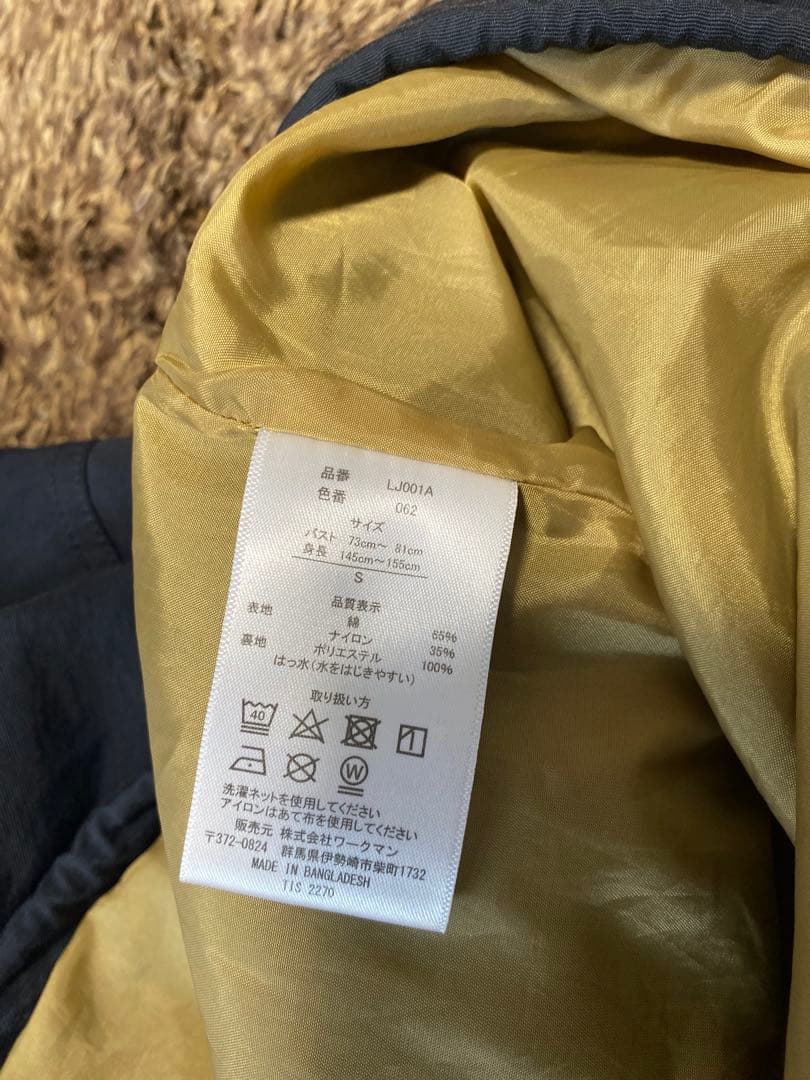 品番 LJ001A
色番 062
サイズ
バスト 73cm～ 81cm
身長 145cm～155cm
S
品質表示
表地 綿 65%
ナイロン 35%
裏地 ポリエステル 100%
はっ水(水をはじきやすい)
取り扱い方
40
W
洗濯ネットを使用してください
アイロンはあて布を使用してください
販売元 株式会社ワークマン
〒372-0824 群馬県伊勢崎市柴町1732
MADE IN BANGLADESH
TIS 2270